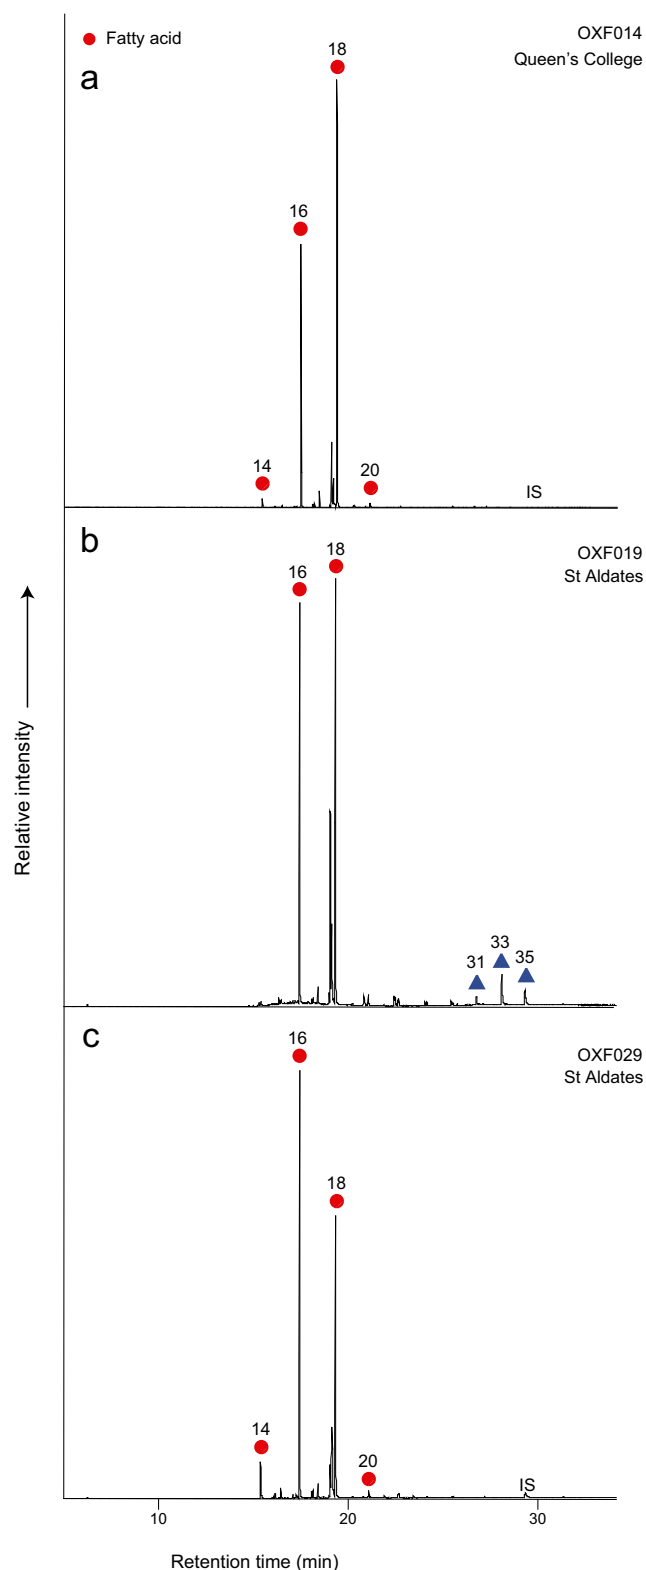 Fatty acid
OXF014
Queen's College
a
18
16
14
20
IS
b
OXF019
St Aldates
16
18
31
33
35
Relative intensity
c
OXF029
St Aldates
16
18
14
20
IS
10
20
30
Retention time (min)